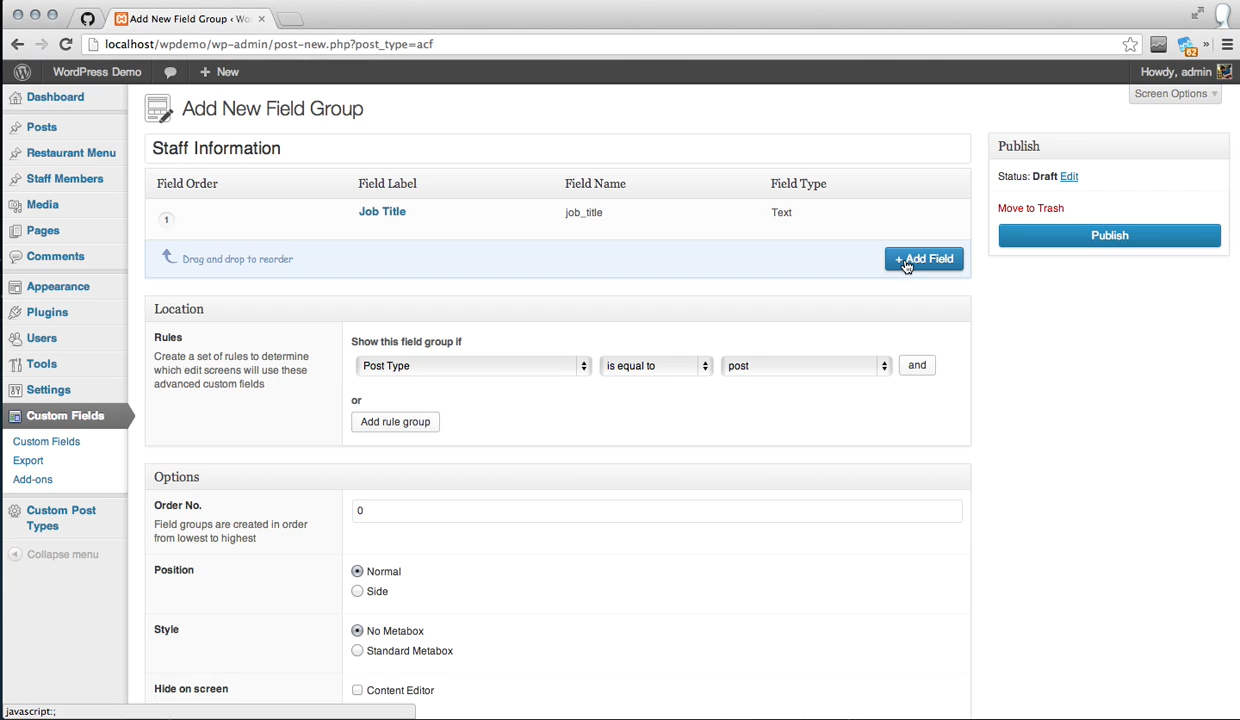 Add New Field Group ‹ Wo
localhost/wpdemo/wp-admin/post-new.php?post_type=acf
62
»
WordPress Demo
+ New
Howdy, admin
Screen Options
Dashboard
Posts
Restaurant Menu
Staff Members
Media
Pages
Comments
Appearance
Plugins
Users
Tools
Settings
Custom Fields
Custom Fields
Export
Add-ons
Custom Post
Types
Collapse menu
Add New Field Group
Staff Information
Field Order Field Label Field Name Field Type
1 Job Title job_title Text
Drag and drop to reorder
+ Add Field
Location
Rules
Create a set of rules to determine
which edit screens will use these
advanced custom fields
Show this field group if
Post Type is equal to post and
or
Add rule group
Options
Order No.
Field groups are created in order
from lowest to highest
0
Position
Normal
Side
Style
No Metabox
Standard Metabox
Hide on screen
Content Editor
Publish
Status: Draft Edit
Move to Trash
Publish
javascript:;